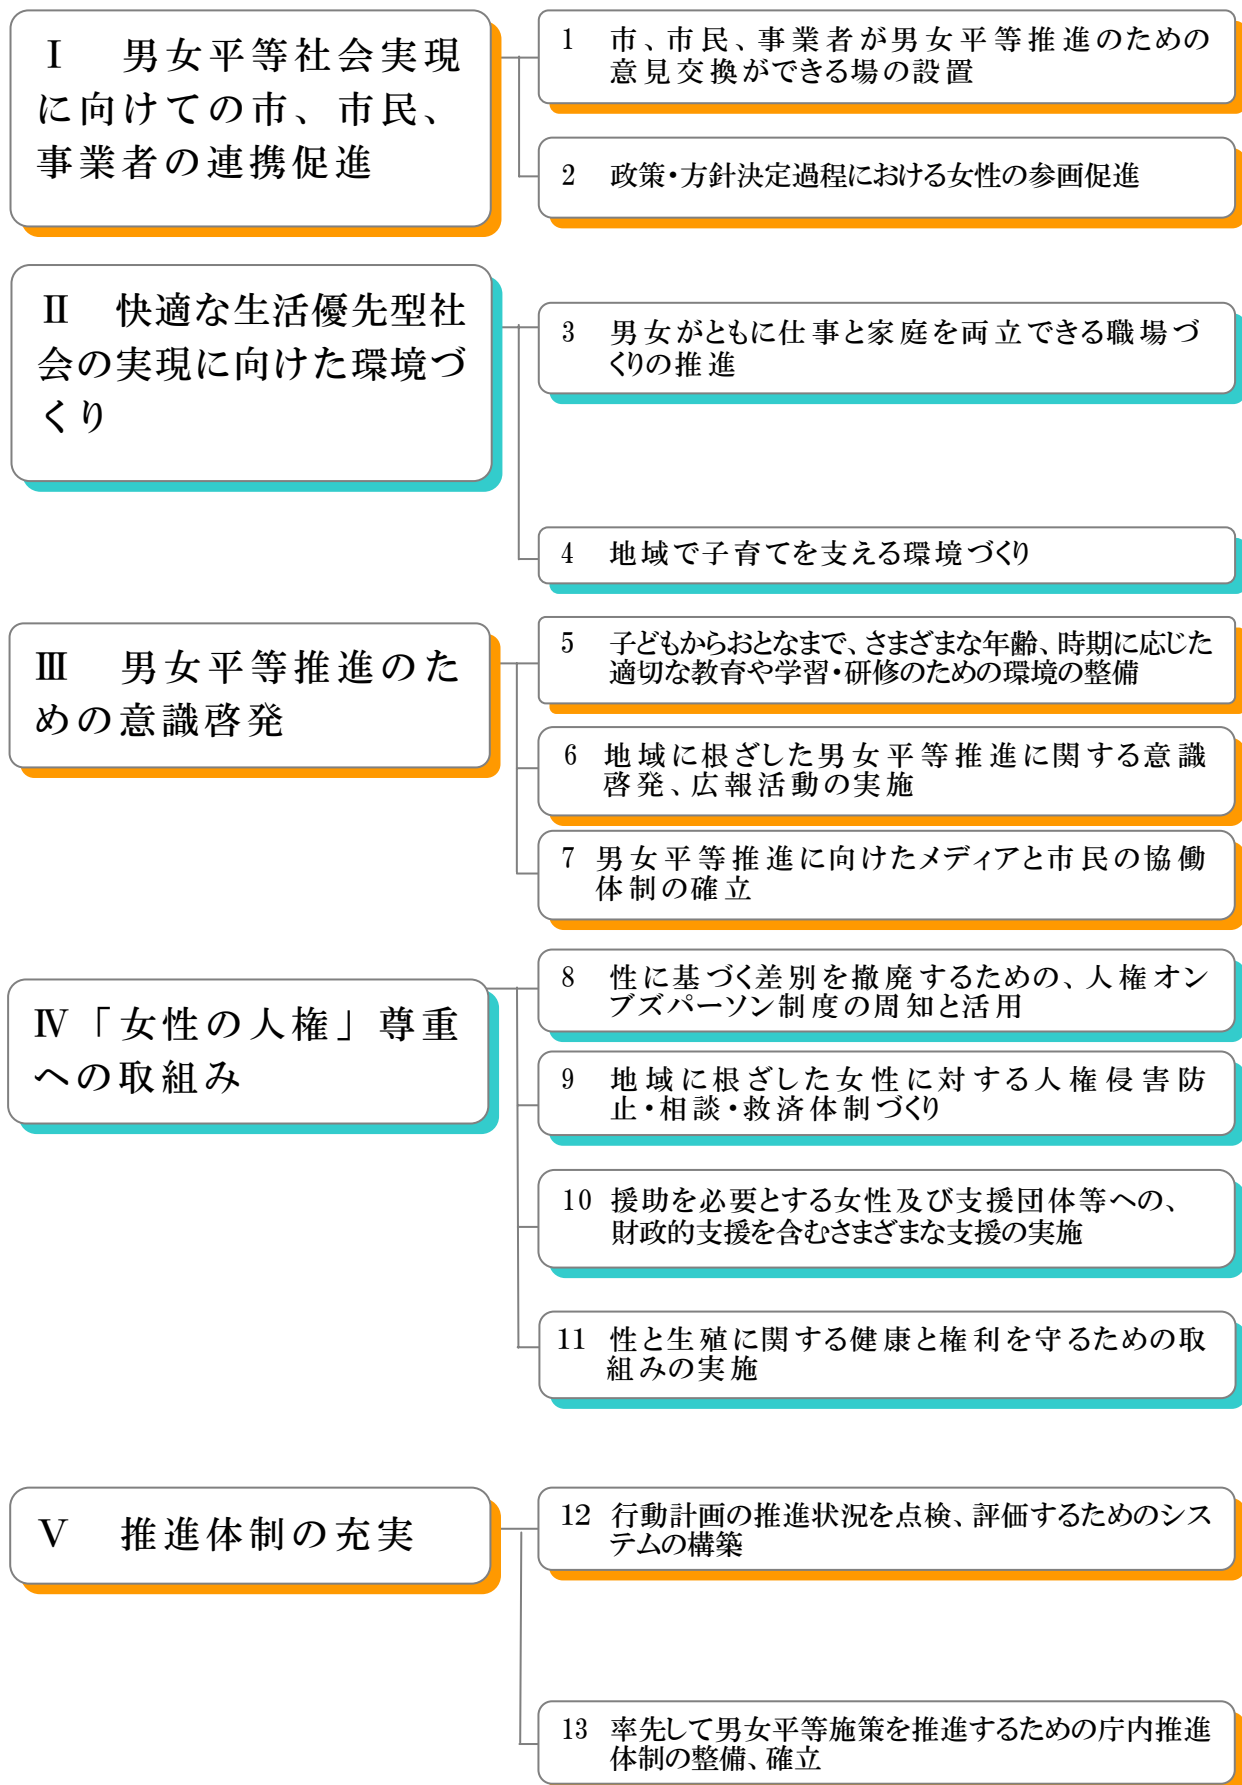 Ⅰ　男女平等社会実現
に向けての市、市民、
事業者の連携促進
1　市、市民、事業者が男女平等推進のための
意見交換ができる場の設置
2　政策・方針決定過程における女性の参画促進
Ⅱ　快適な生活優先型社
会の実現に向けた環境づ
くり
3　男女がともに仕事と家庭を両立できる職場づ
くりの推進
4　地域で子育てを支える環境づくり
Ⅲ　男女平等推進のた
めの意識啓発
5　子どもからおとなまで、さまざまな年齢、時期に応じた
適切な教育や学習・研修のための環境の整備
6　地域に根ざした男女平等推進に関する意識
啓発、広報活動の実施
7　男女平等推進に向けたメディアと市民の協働
体制の確立
Ⅳ「女性の人権」尊重
への取組み
8　性に基づく差別を撤廃するための、人権オン
ブズパーソン制度の周知と活用
9　地域に根ざした女性に対する人権侵害防
止・相談・救済体制づくり
10　援助を必要とする女性及び支援団体等への、
財政的支援を含むさまざまな支援の実施
11　性と生殖に関する健康と権利を守るための取
組みの実施
Ⅴ　推進体制の充実
12　行動計画の推進状況を点検、評価するためのシス
テムの構築
13　率先して男女平等施策を推進するための庁内推進
体制の整備、確立